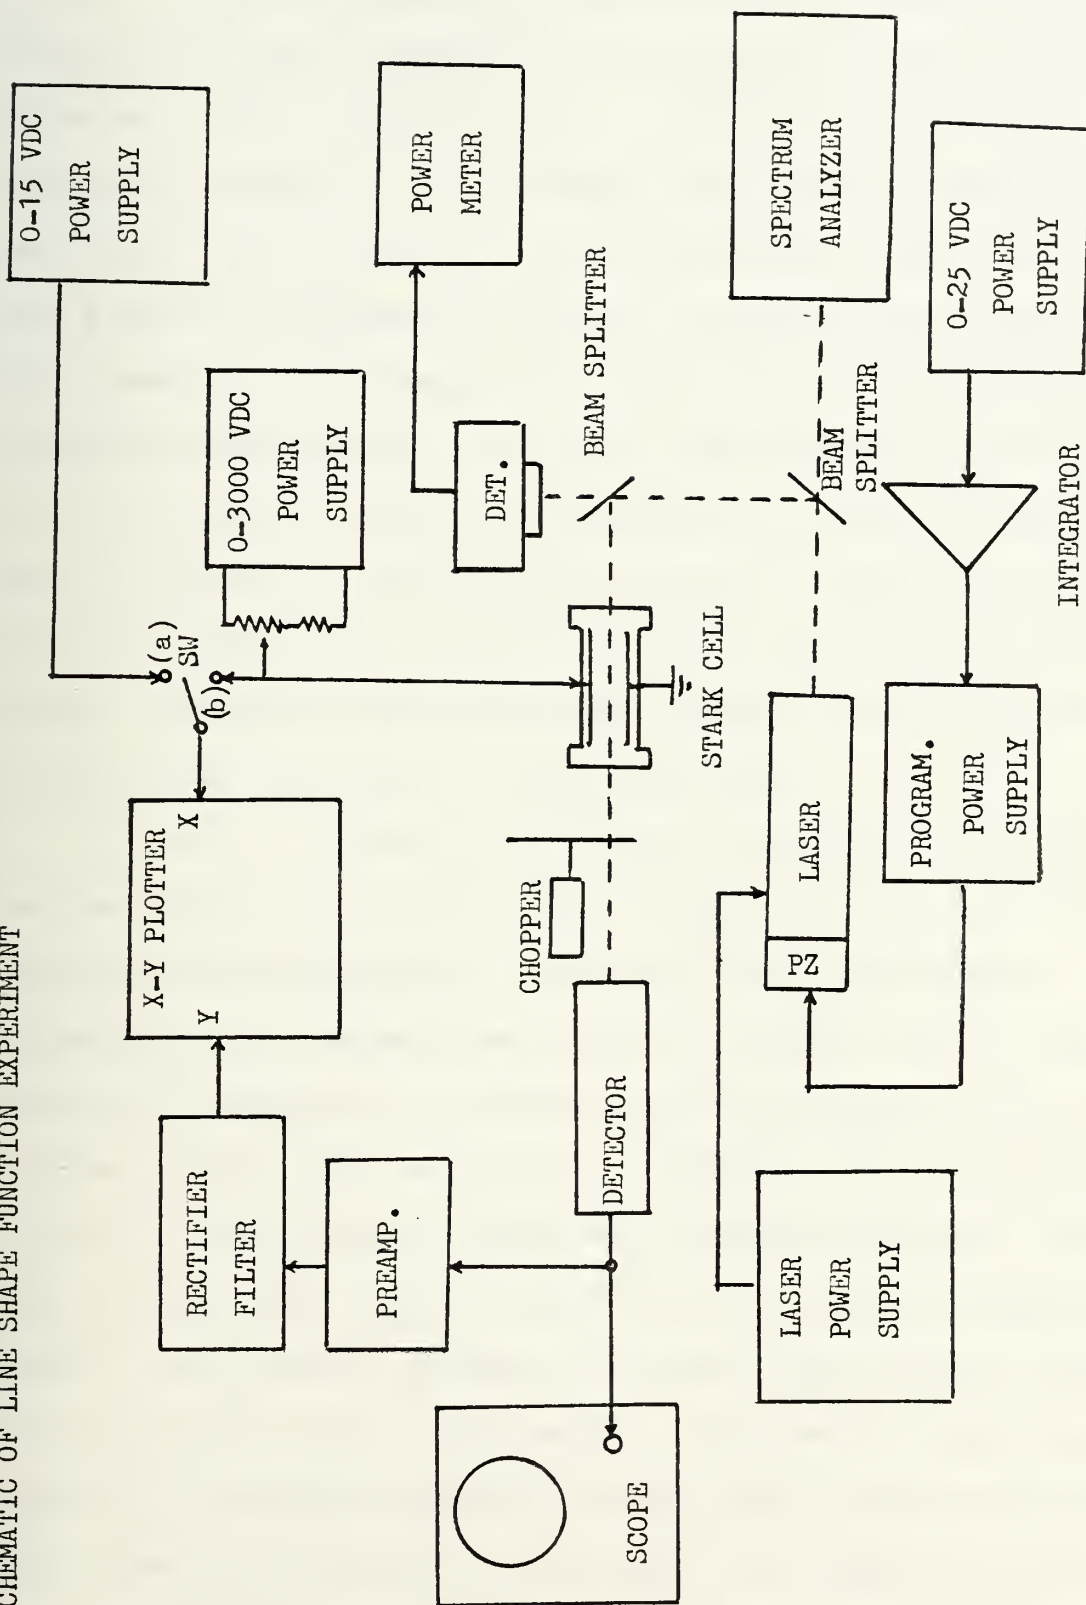 CHEMATIC OF LINE SHAPE FUNCTION EXPERIMENT
0-15 VDC
POWER
SUPPLY
X-Y PLOTTER
Y
X
(a)
SW
(b)
RECTIFIER
FILTER
0-3000 VDC
POWER
SUPPLY
POWER
METER
PREAMP.
DET.
SCOPE
DETECTOR
CHOPPER
BEAM SPLITTER
STARK CELL
LASER
POWER
SUPPLY
PZ
LASER
BEAM
SPLITTER
SPECTRUM
ANALYZER
PROGRAM.
POWER
SUPPLY
INTEGRATOR
0-25 VDC
POWER
SUPPLY